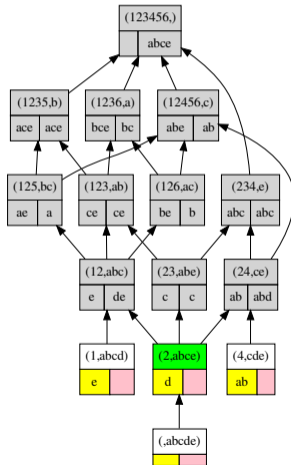 (123456,)
abce
(1235,b) (1236,a) (12456,c)
ace ace bce bc abe ab
(125,bc) (123,ab) (126,ac) (234,e)
ae a ce ce be b abc abc
(12,abc) (23,abe) (24,ce)
e de c c ab abd
(1,abcd) (2,abce) (4,cde)
e d ab
(,abcde)